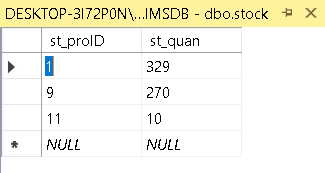 DESKTOP-3I72P0N\...IMSDB - dbo.stock
st_proID st_quan
1 329
9 270
11 10
NULL NULL